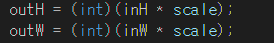 outH = (int)(inH * scale);
outW = (int)(inW * scale);